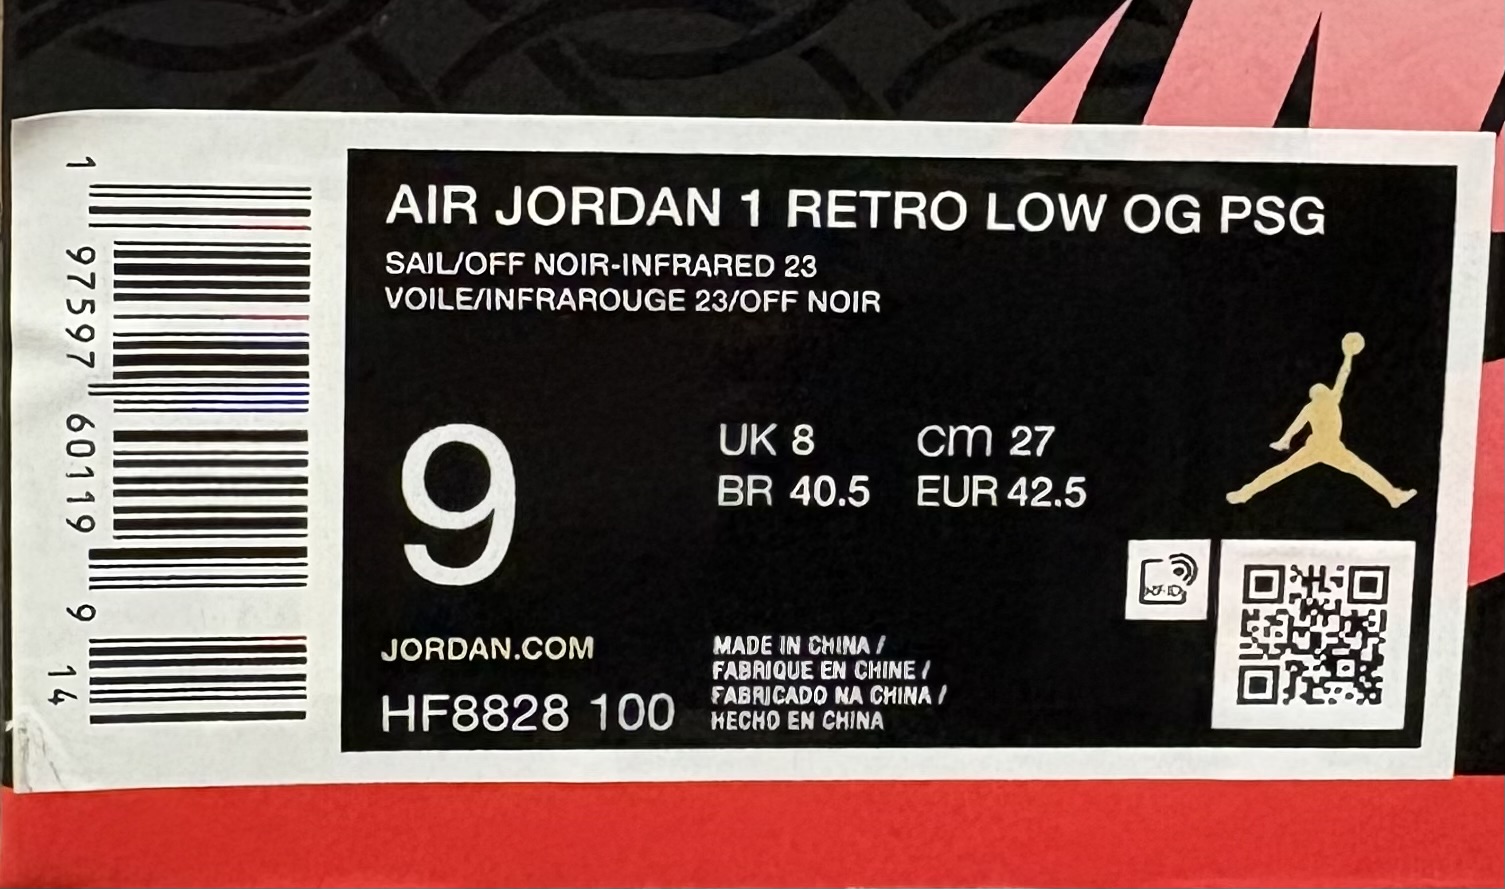 AIR JORDAN 1 RETRO LOW OG PSG
SAIL/OFF NOIR-INFRARED 23
VOILE/INFRAROUGE 23/OFF NOIR
9
UK 8 cm 27
BR 40.5 EUR 42.5
JORDAN.COM
HF8828 100
MADE IN CHINA /
FABRIQUE EN CHINE /
FABRICADO NA CHINA /
HECHO EN CHINA
1 97597 60119 9 14